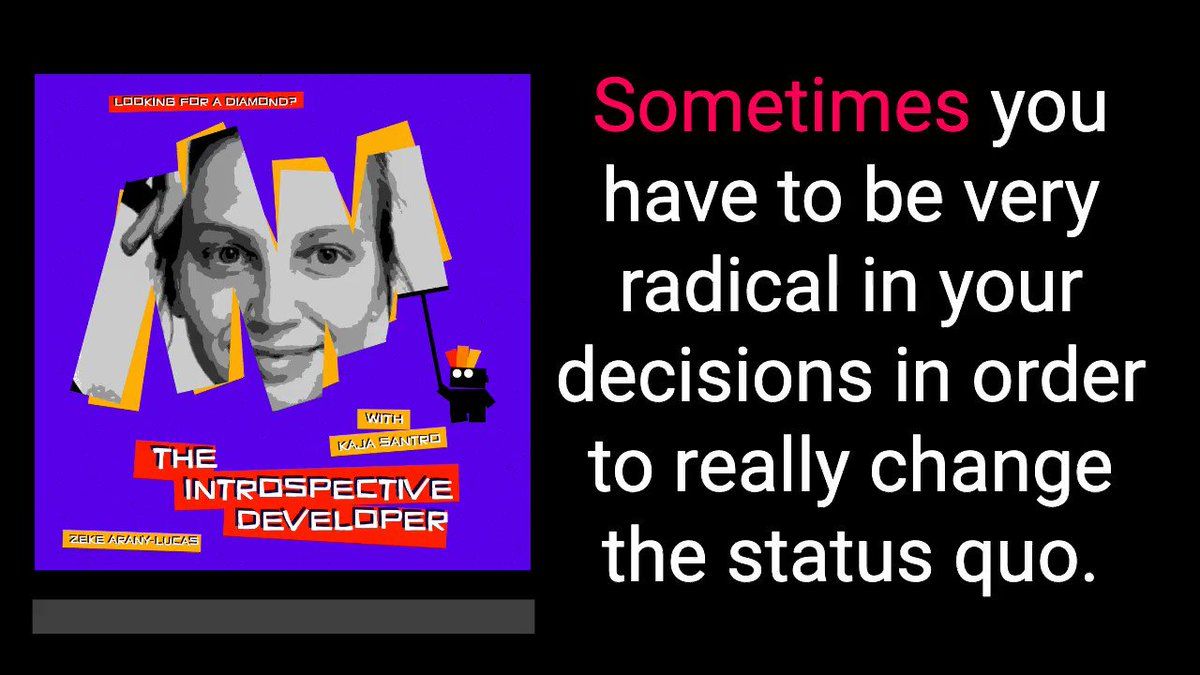 LOOKING FOR A DIAMOND?
WITH
KAJA SANTRO
THE
INTROSPECTIVE
DEVELOPER
ZEKE ARANY-LUCAS
Sometimes you
have to be very
radical in your
decisions in order
to really change
the status quo.